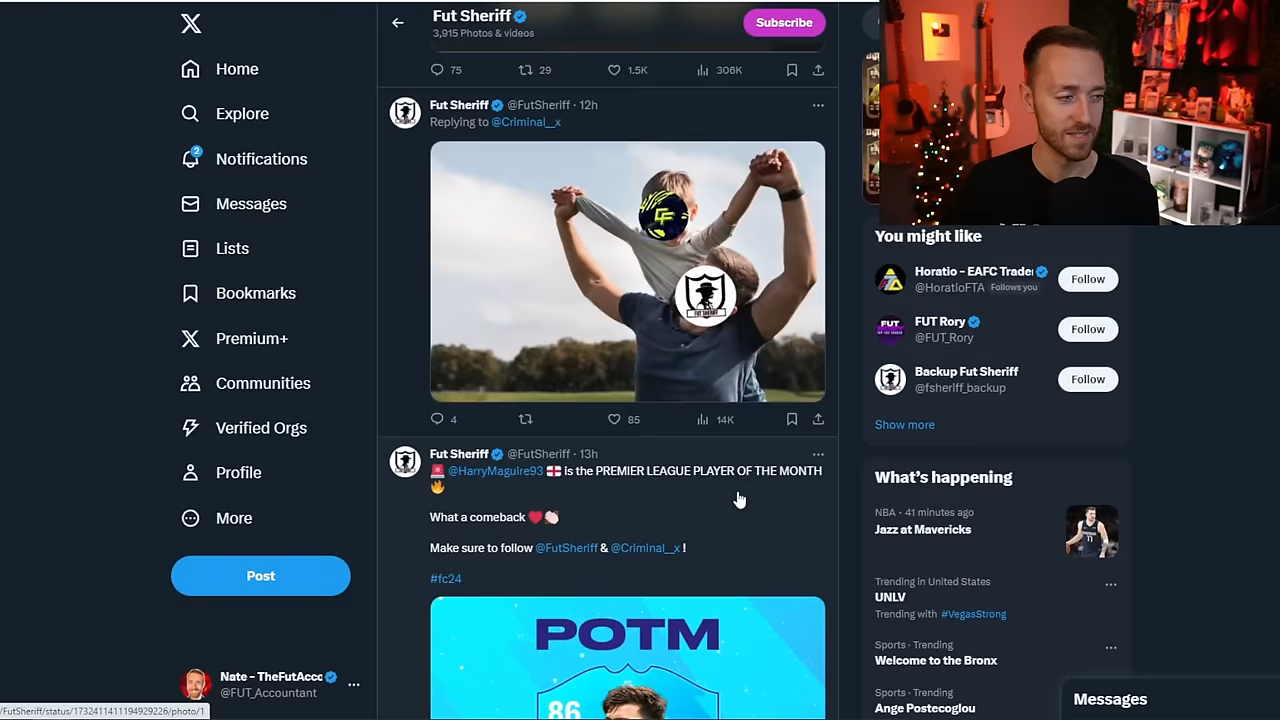 Fut Sheriff
3,915 Photos & videos
Subscribe
75
29
1.5K
306K
Home
Explore
2
Notifications
Messages
Lists
Bookmarks
Premium+
Communities
Verified Orgs
Profile
More
Post
Nate - TheFutAccc
@FUT_Accountant
/FutSheriff/status/1732411411194929226/photo/1
Fut Sheriff @FutSheriff · 12h
Replying to @Criminal__x
FUT SHERIFF
4
85
14K
Fut Sheriff @FutSheriff · 13h
@HarryMaguire93 is the PREMIER LEAGUE PLAYER OF THE MONTH
What a comeback
Make sure to follow @FutSheriff & @Criminal__x !
#fc24
POTM
86
You might like
Horatio - EAFC Trader
@HoratioFTA Follows you
Follow
FUT Rory
@FUT_Rory
Follow
Backup Fut Sheriff
@fsheriff_backup
Follow
Show more
What's happening
NBA · 41 minutes ago
Jazz at Mavericks
Trending in United States
UNLV
Trending with #VegasStrong
Sports · Trending
Welcome to the Bronx
Sports · Trending
Ange Postecoglou
Messages